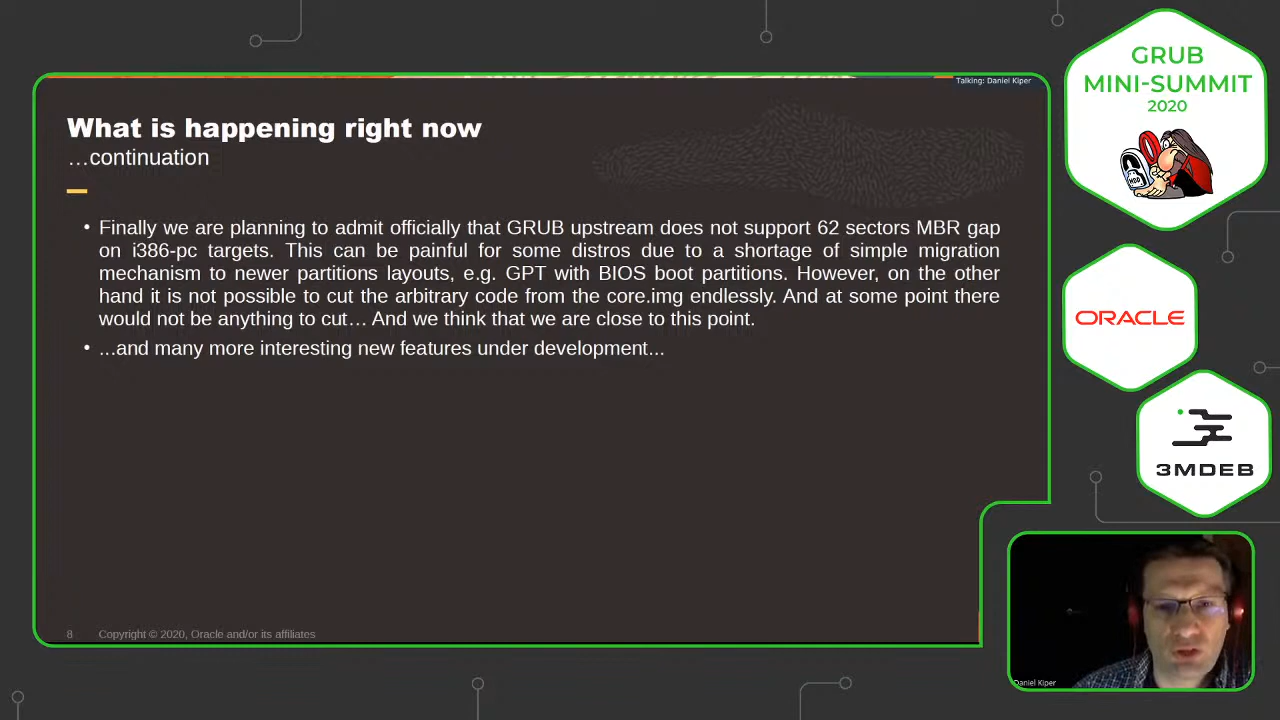 Talking: Daniel Kiper
What is happening right now
…continuation
• Finally we are planning to admit officially that GRUB upstream does not support 62 sectors MBR gap
on i386-pc targets. This can be painful for some distros due to a shortage of simple migration
mechanism to newer partitions layouts, e.g. GPT with BIOS boot partitions. However, on the other
hand it is not possible to cut the arbitrary code from the core.img endlessly. And at some point there
would not be anything to cut… And we think that we are close to this point.
• ...and many more interesting new features under development...
8 Copyright © 2020, Oracle and/or its affiliates
GRUB
MINI-SUMMIT
2020
ORACLE
3MDEB
Daniel Kiper